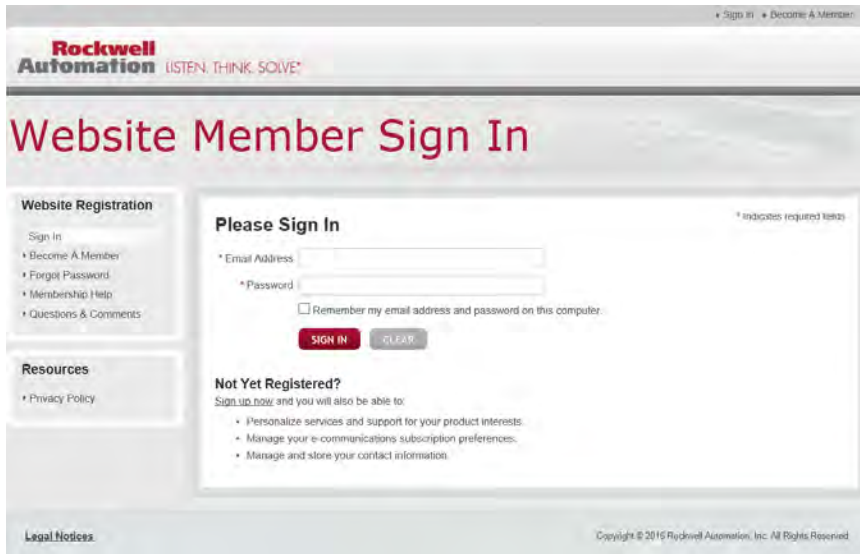 Sign In Become A Member
Rockwell
Automation LISTEN. THINK. SOLVE.®
Website Member Sign In
Website Registration
Sign In
Become A Member
Forgot Password
Membership Help
Questions & Comments
Resources
Privacy Policy
Please Sign In
* Indicates required fields
* Email Address
* Password
Remember my email address and password on this computer.
SIGN IN CLEAR
Not Yet Registered?
Sign up now and you will also be able to:
• Personalize services and support for your product interests.
• Manage your e-communications subscription preferences.
• Manage and store your contact information.
Legal Notices
Copyright © 2015 Rockwell Automation, Inc. All Rights Reserved.